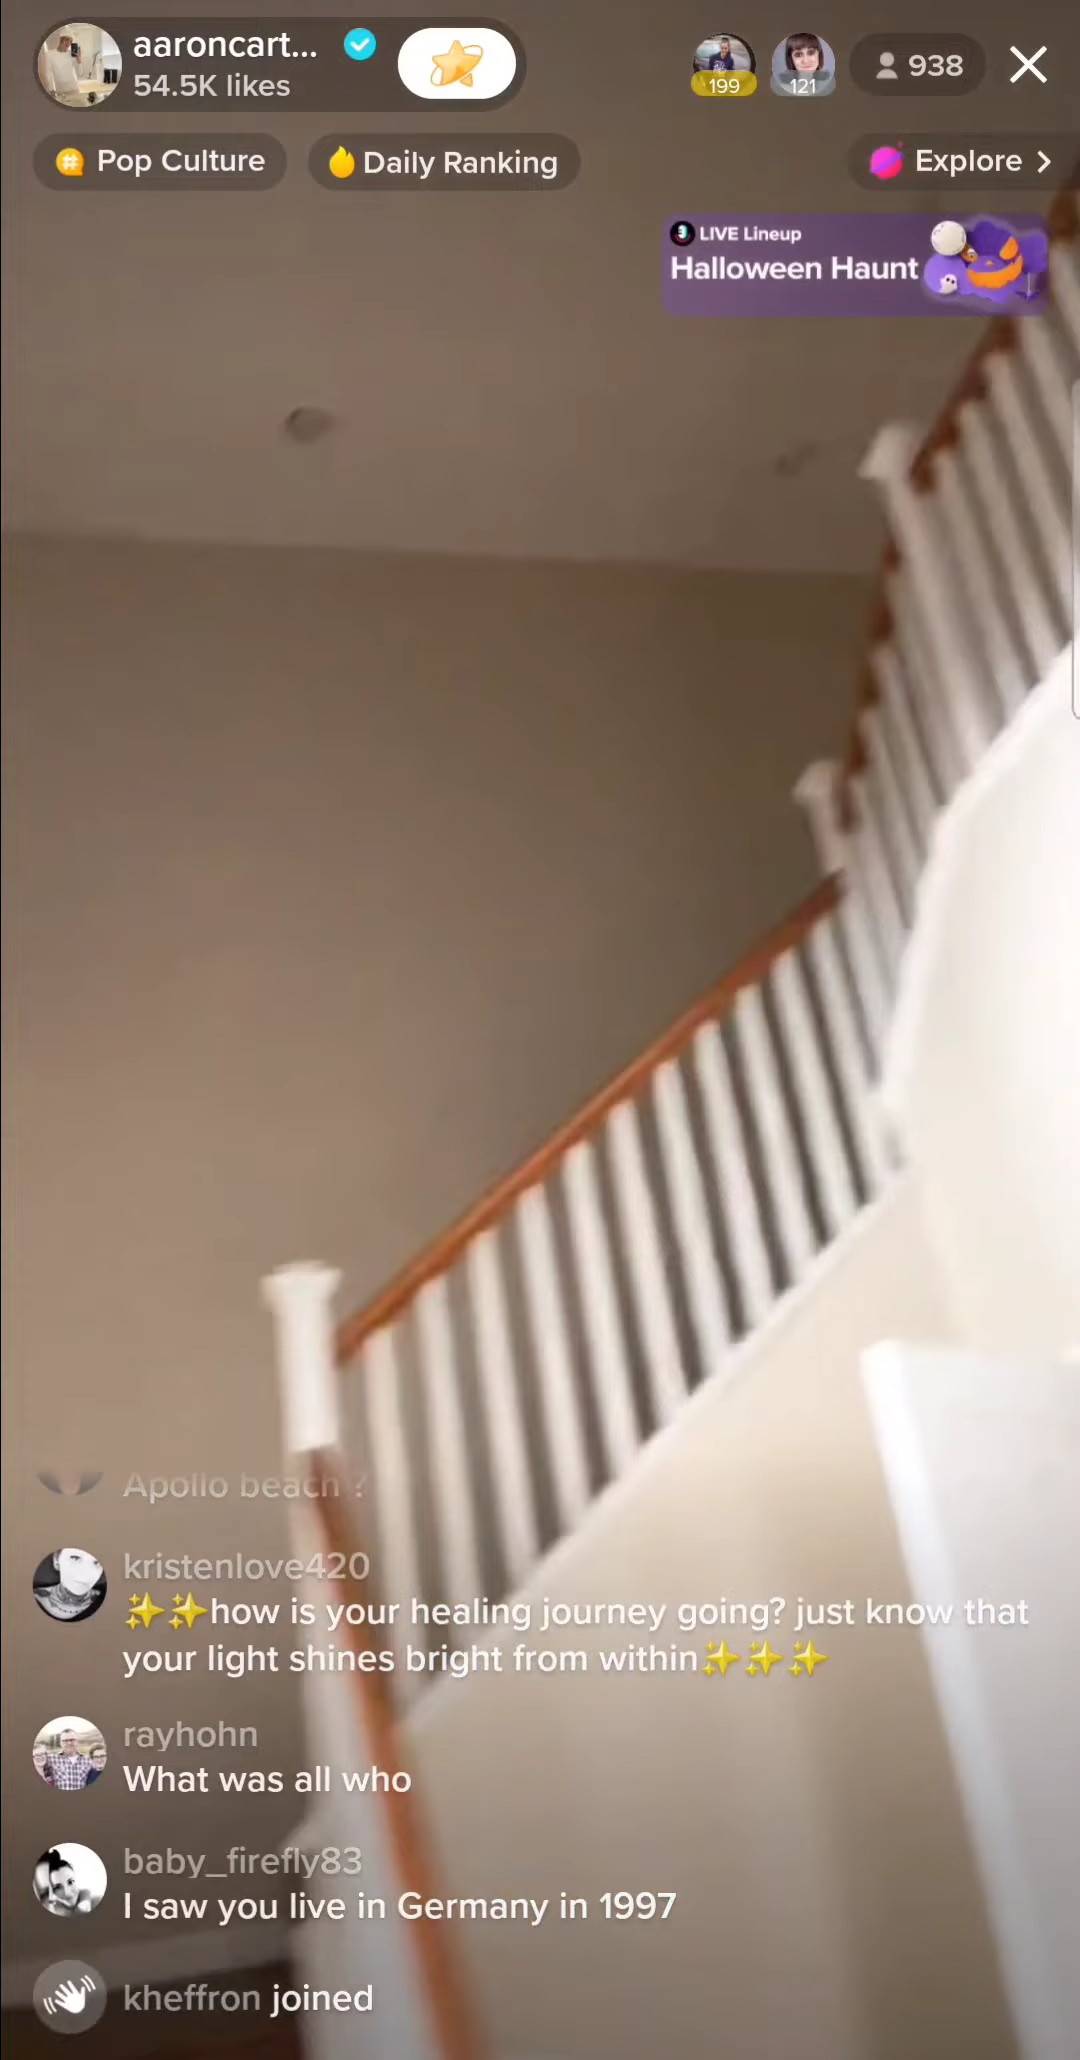 aaroncart...
54.5K likes
199
121
938
Pop Culture
Daily Ranking
Explore
LIVE Lineup
Halloween Haunt
Apollo beach ?
kristenlove420
✨✨how is your healing journey going? just know that
your light shines bright from within✨✨✨
rayhohn
What was all who
baby_firefly83
I saw you live in Germany in 1997
kheffron joined